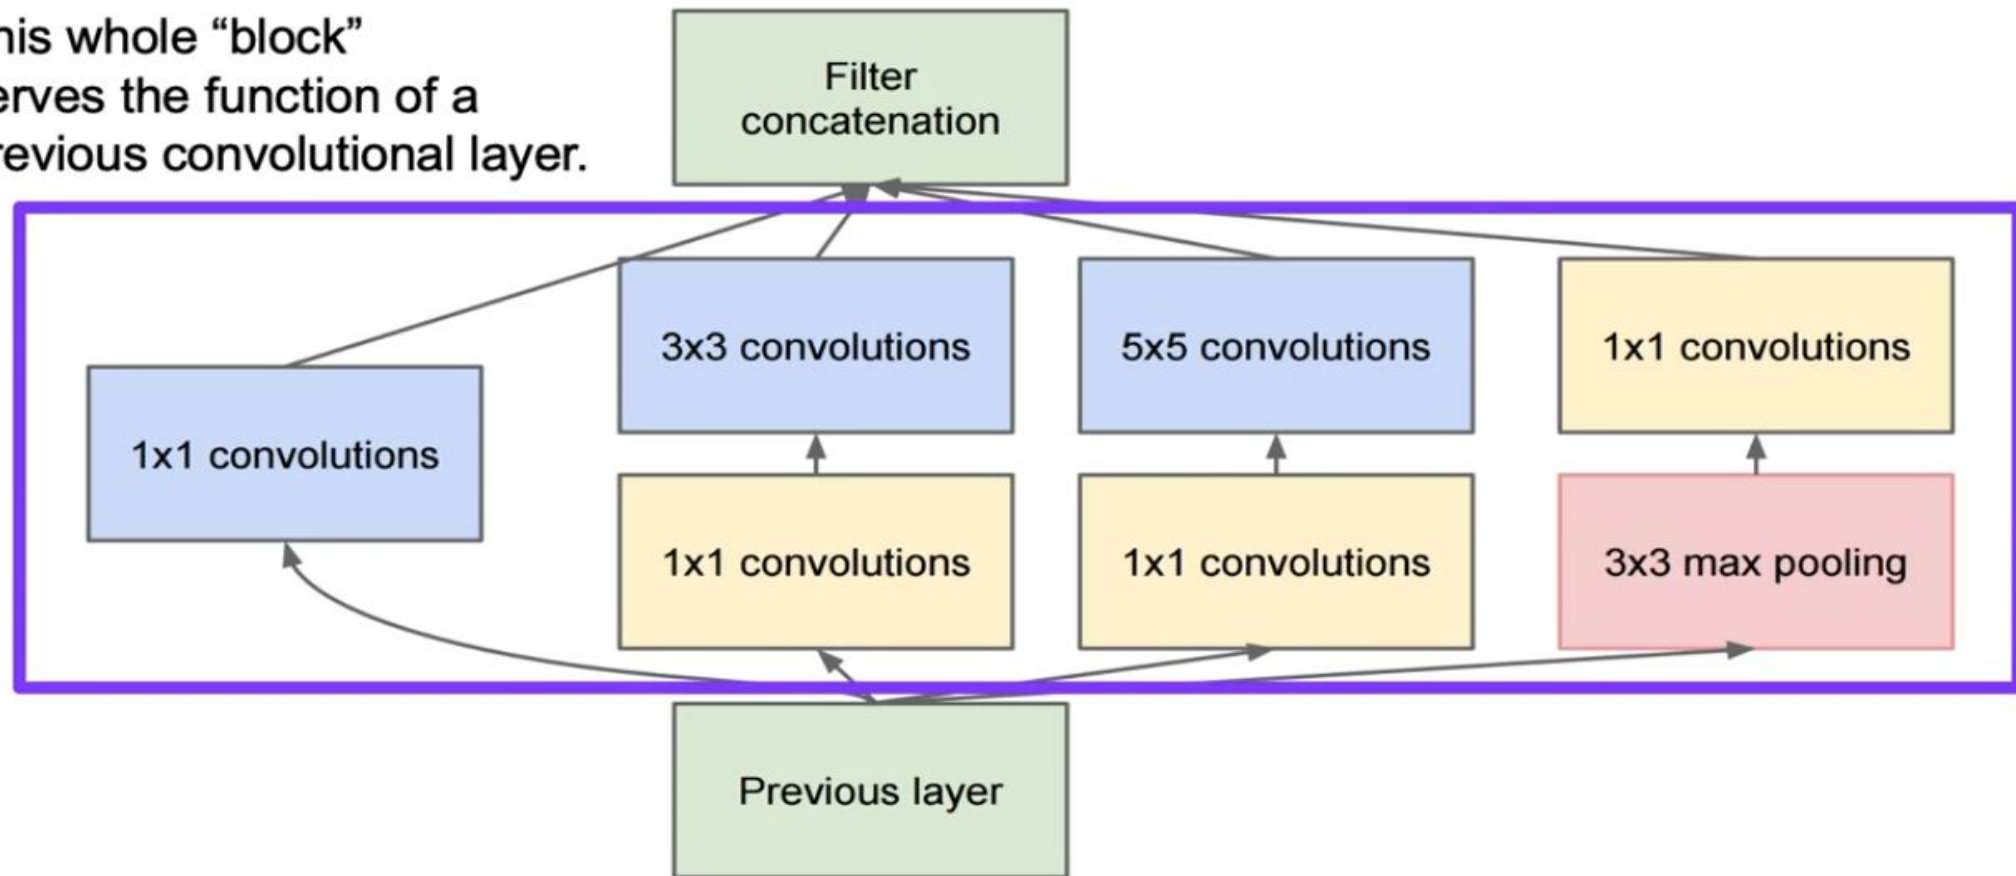 his whole “block”
erves the function of a
revious convolutional layer.
Filter
concatenation
3x3 convolutions
5x5 convolutions
1x1 convolutions
1x1 convolutions
1x1 convolutions
1x1 convolutions
3x3 max pooling
Previous layer